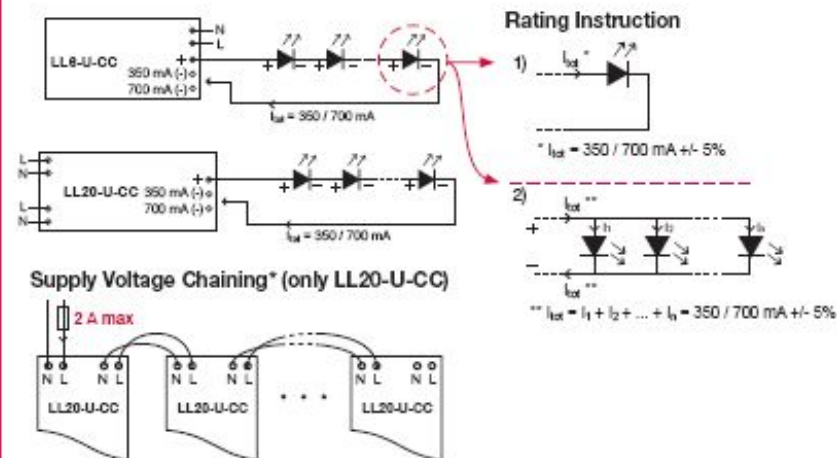 N
L
LL6-U-CC
+
350 mA (-)
700 mA (-)
+ − + − + −
Itot = 350 / 700 mA
L
N
LL20-U-CC 350 mA (-)
+
700 mA (-)
L
N
+ − + − + −
Itot = 350 / 700 mA
Rating Instruction
1)
Itot *
* Itot = 350 / 700 mA +/- 5%
2)
Itot **
+
I1 I2 In
−
Itot **
** Itot = I1 + I2 + ... + In = 350 / 700 mA +/- 5%
Supply Voltage Chaining* (only LL20-U-CC)
2 A max
N L N L N L N L N L N L
LL20-U-CC LL20-U-CC • • • LL20-U-CC